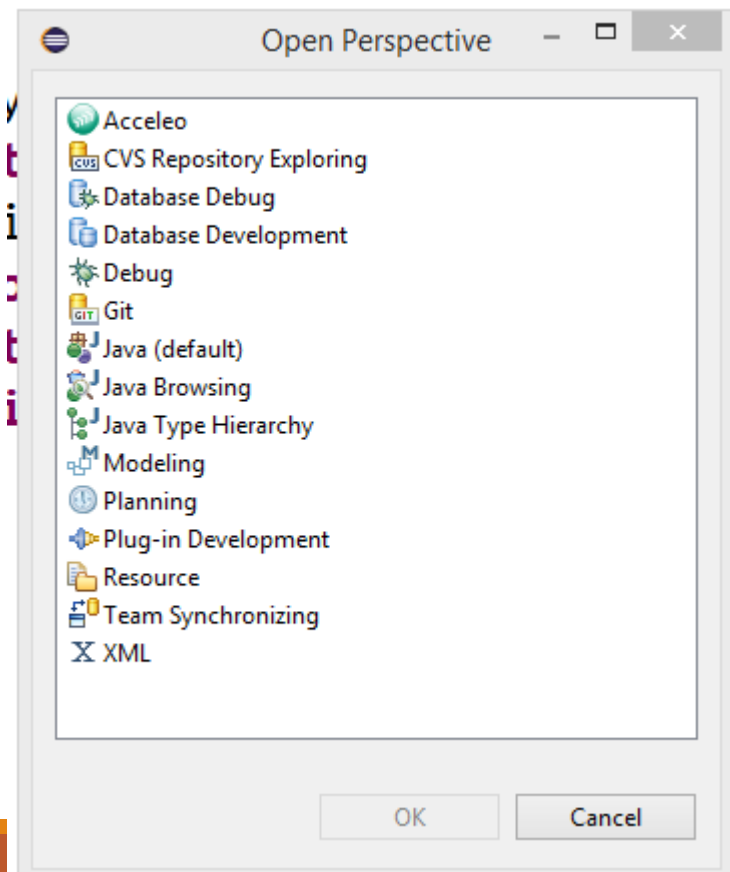 Open Perspective
Acceleo
CVS Repository Exploring
Database Debug
Database Development
Debug
Git
Java (default)
Java Browsing
Java Type Hierarchy
Modeling
Planning
Plug-in Development
Resource
Team Synchronizing
XML
OK
Cancel